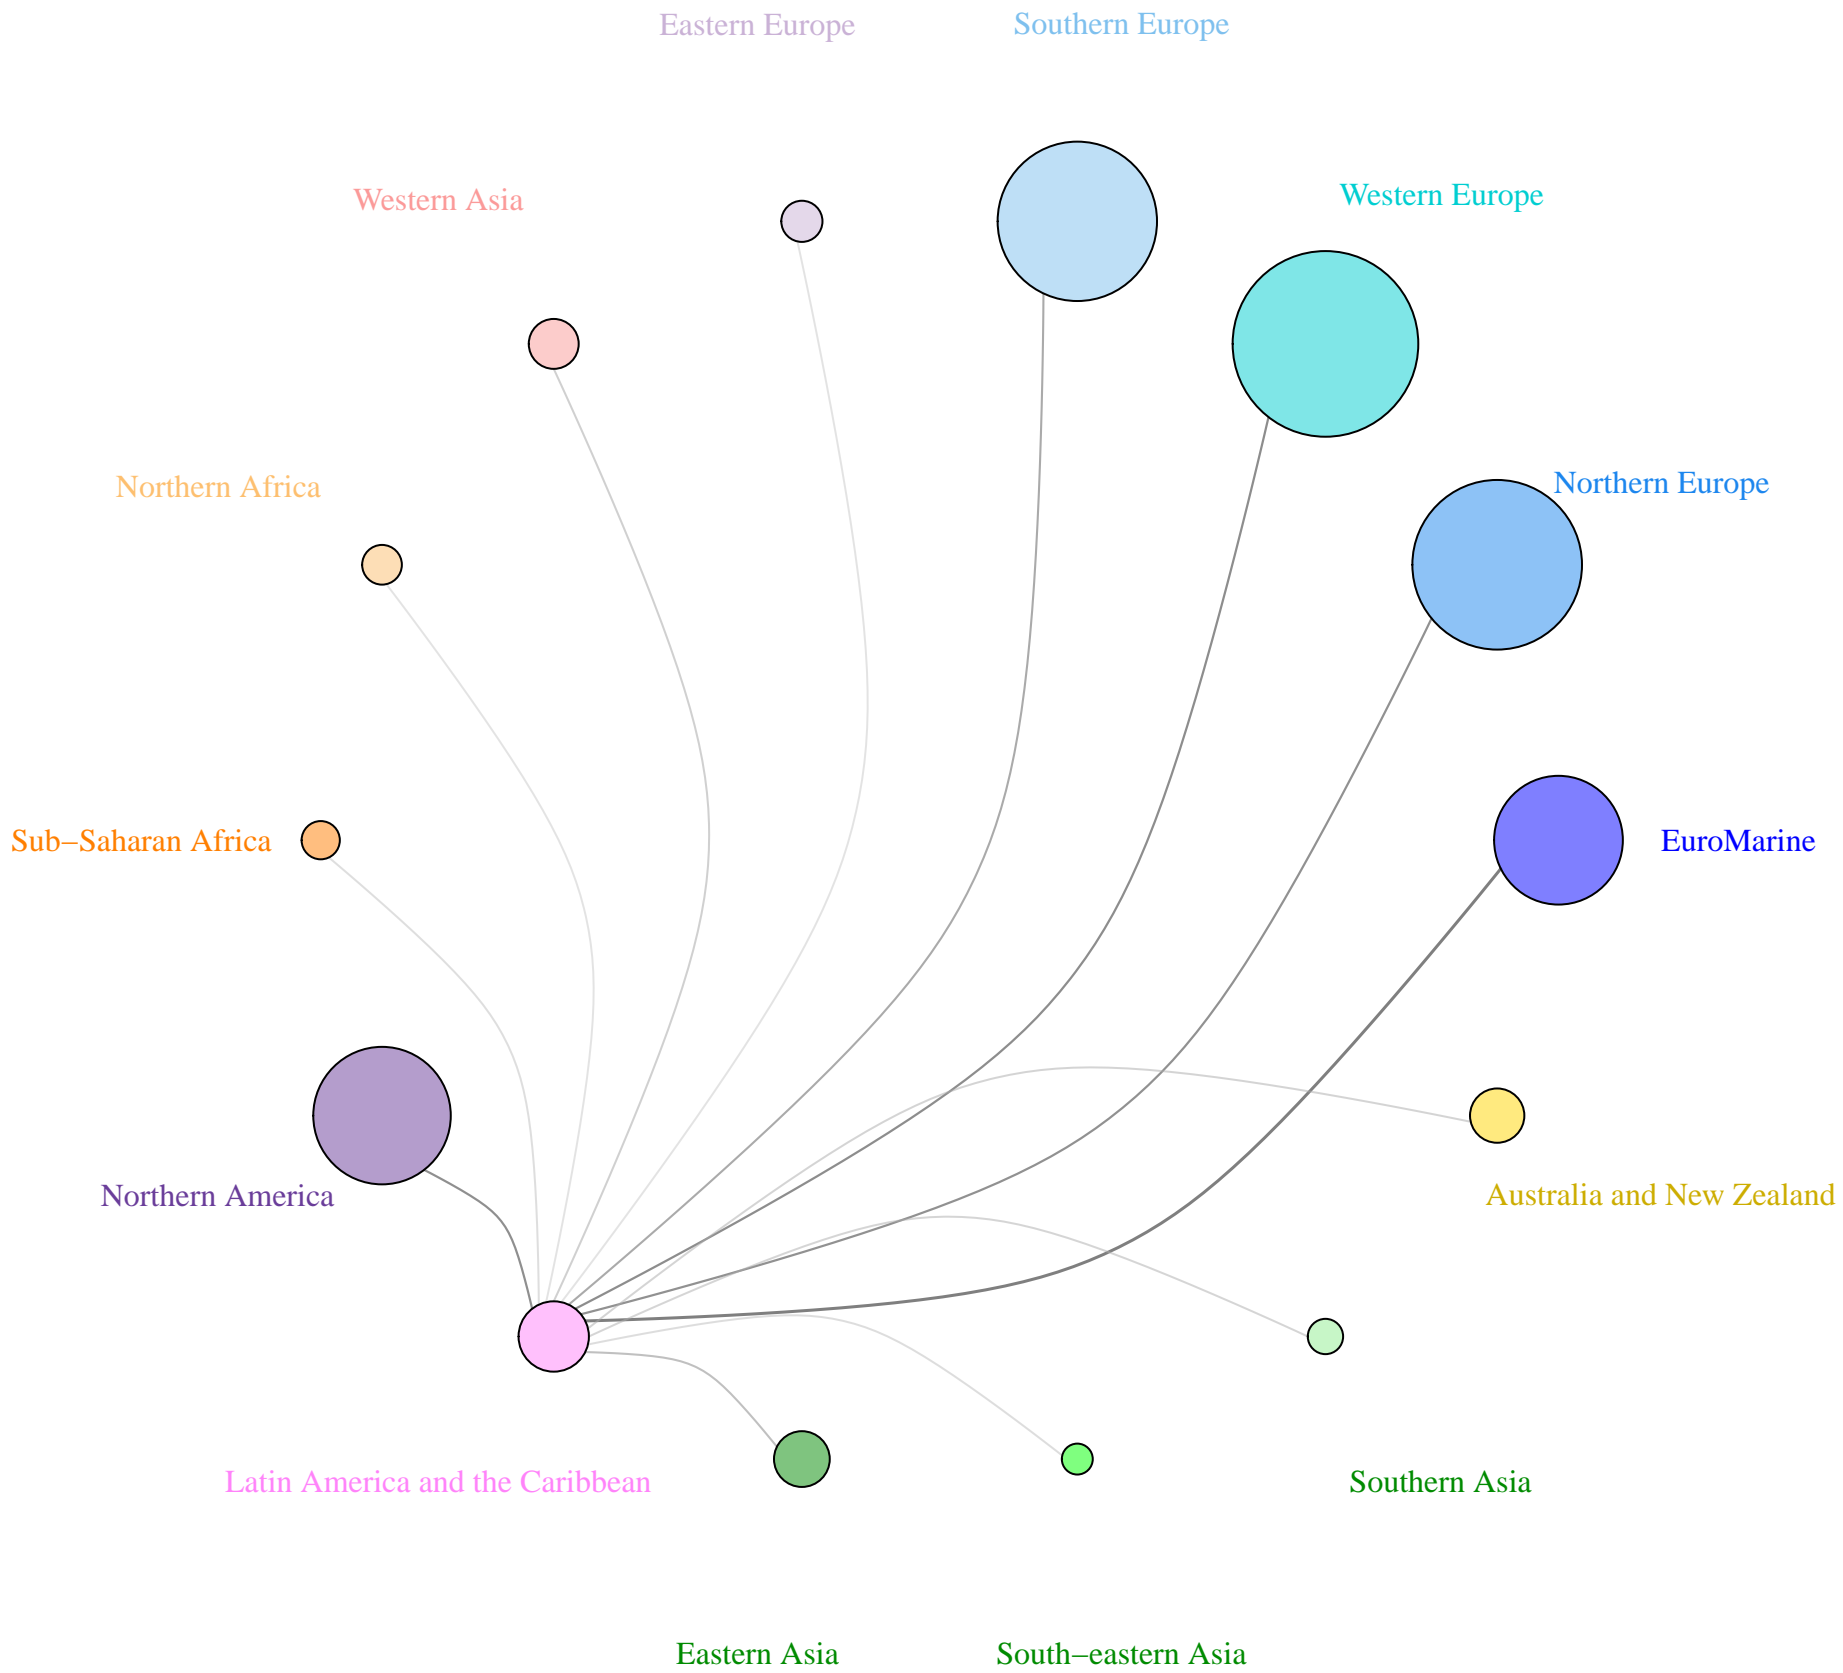 Eastern Europe
Southern Europe
Western Asia
Western Europe
Northern Africa
Northern Europe
Sub−Saharan Africa
EuroMarine
Northern America
Australia and New Zealand
Latin America and the Caribbean
Southern Asia
Eastern Asia
South−eastern Asia